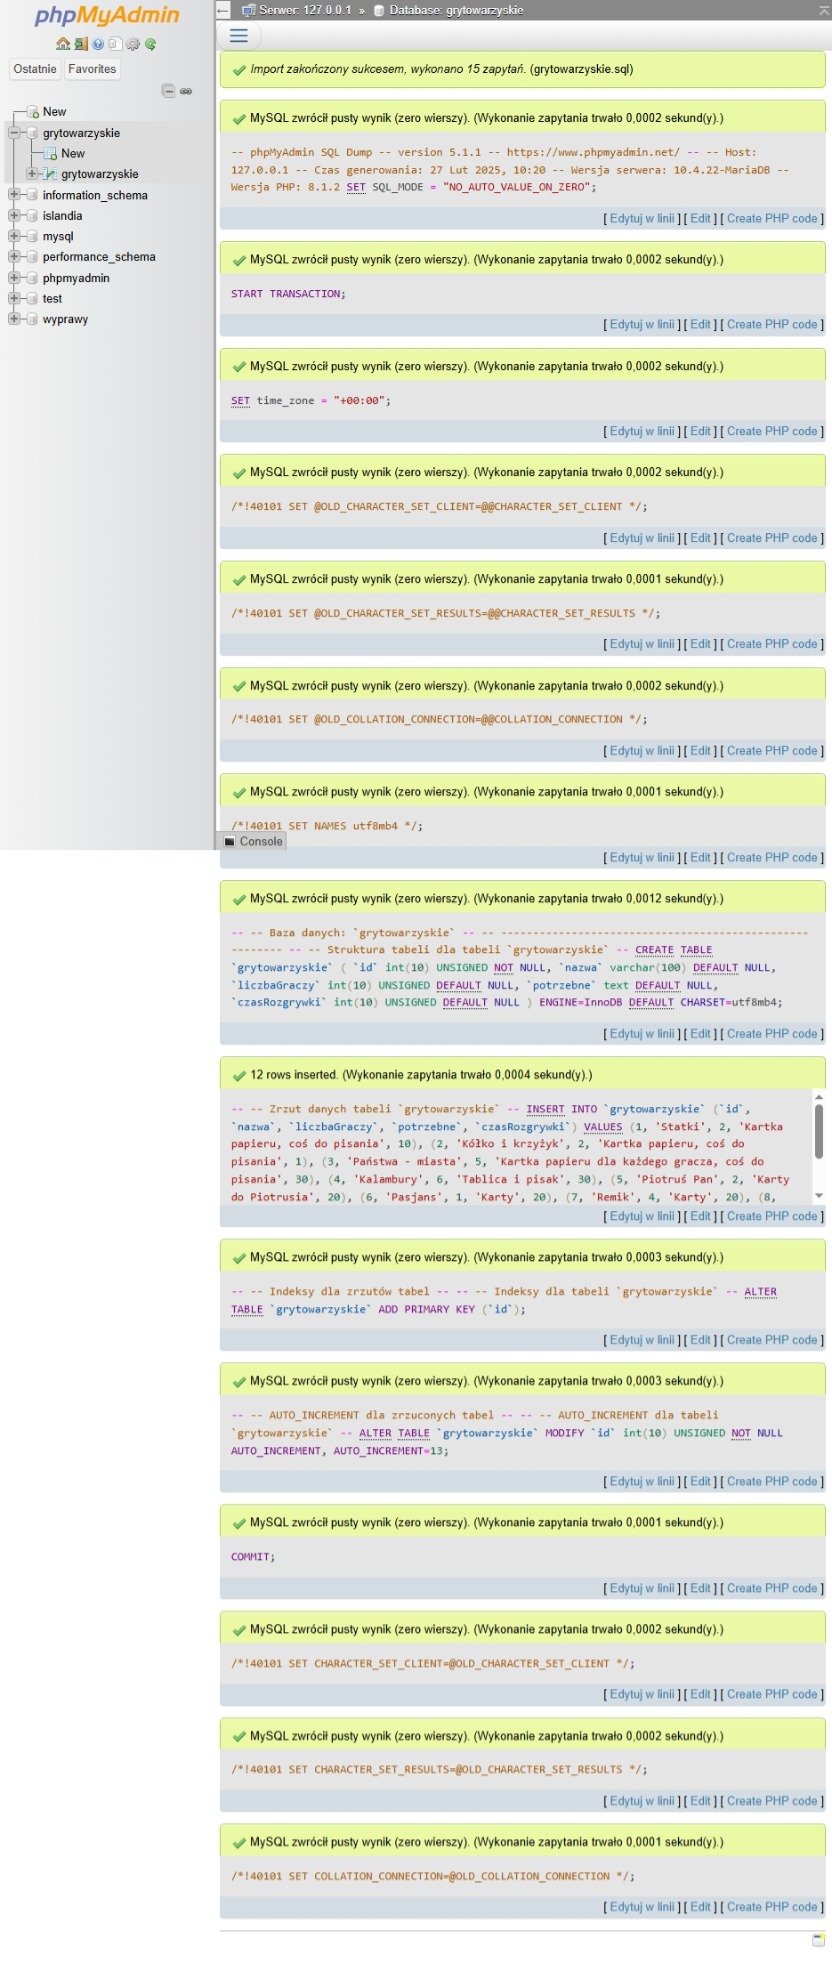 phpMyAdmin
Ostatnie Favorites
New
grytowarzyskie
New
grytowarzyskie
information_schema
islandia
mysql
performance_schema
phpmyadmin
test
wyprawy
Serwer: 127.0.0.1 » Database: grytowarzyskie
Import zakończony sukcesem, wykonano 15 zapytań. (grytowarzyskie.sql)
MySQL zwrócił pusty wynik (zero wierszy). (Wykonanie zapytania trwało 0,0002 sekund(y).)
-- phpMyAdmin SQL Dump -- version 5.1.1 -- https://www.phpmyadmin.net/ -- -- Host:
127.0.0.1 -- Czas generowania: 27 Lut 2025, 10:20 -- Wersja serwera: 10.4.22-MariaDB --
Wersja PHP: 8.1.2 SET SQL_MODE = "NO_AUTO_VALUE_ON_ZERO";
[ Edytuj w linii ] [ Edit ] [ Create PHP code ]
MySQL zwrócił pusty wynik (zero wierszy). (Wykonanie zapytania trwało 0,0002 sekund(y).)
START TRANSACTION;
[ Edytuj w linii ] [ Edit ] [ Create PHP code ]
MySQL zwrócił pusty wynik (zero wierszy). (Wykonanie zapytania trwało 0,0002 sekund(y).)
SET time_zone = "+00:00";
[ Edytuj w linii ] [ Edit ] [ Create PHP code ]
MySQL zwrócił pusty wynik (zero wierszy). (Wykonanie zapytania trwało 0,0002 sekund(y).)
/*!40101 SET @OLD_CHARACTER_SET_CLIENT=@@CHARACTER_SET_CLIENT */;
[ Edytuj w linii ] [ Edit ] [ Create PHP code ]
MySQL zwrócił pusty wynik (zero wierszy). (Wykonanie zapytania trwało 0,0001 sekund(y).)
/*!40101 SET @OLD_CHARACTER_SET_RESULTS=@@CHARACTER_SET_RESULTS */;
[ Edytuj w linii ] [ Edit ] [ Create PHP code ]
MySQL zwrócił pusty wynik (zero wierszy). (Wykonanie zapytania trwało 0,0002 sekund(y).)
/*!40101 SET @OLD_COLLATION_CONNECTION=@@COLLATION_CONNECTION */;
[ Edytuj w linii ] [ Edit ] [ Create PHP code ]
MySQL zwrócił pusty wynik (zero wierszy). (Wykonanie zapytania trwało 0,0001 sekund(y).)
/*!40101 SET NAMES utf8mb4 */;
Console
[ Edytuj w linii ] [ Edit ] [ Create PHP code ]
MySQL zwrócił pusty wynik (zero wierszy). (Wykonanie zapytania trwało 0,0012 sekund(y).)
-- -- Baza danych: `grytowarzyskie` -- -- ------------------------------------------------
-------- -- -- Struktura tabeli dla tabeli `grytowarzyskie` -- CREATE TABLE
`grytowarzyskie` ( `id` int(10) UNSIGNED NOT NULL, `nazwa` varchar(100) DEFAULT NULL,
`liczbaGraczy` int(10) UNSIGNED DEFAULT NULL, `potrzebne` text DEFAULT NULL,
`czasRozgrywki` int(10) UNSIGNED DEFAULT NULL ) ENGINE=InnoDB DEFAULT CHARSET=utf8mb4;
[ Edytuj w linii ] [ Edit ] [ Create PHP code ]
12 rows inserted. (Wykonanie zapytania trwało 0,0004 sekund(y).)
-- -- Zrzut danych tabeli `grytowarzyskie` -- INSERT INTO `grytowarzyskie` (`id`,
`nazwa`, `liczbaGraczy`, `potrzebne`, `czasRozgrywki`) VALUES (1, 'Statki', 2, 'Kartka
papieru, coś do pisania', 10), (2, 'Kółko i krzyżyk', 2, 'Kartka papieru, coś do
pisania', 1), (3, 'Państwa - miasta', 5, 'Kartka papieru dla każdego gracza, coś do
pisania', 30), (4, 'Kalambury', 6, 'Tablica i pisak', 30), (5, 'Piotruś Pan', 2, 'Karty
do Piotrusia', 20), (6, 'Pasjans', 1, 'Karty', 20), (7, 'Remik', 4, 'Karty', 20), (8,
[ Edytuj w linii ] [ Edit ] [ Create PHP code ]
MySQL zwrócił pusty wynik (zero wierszy). (Wykonanie zapytania trwało 0,0003 sekund(y).)
-- -- Indeksy dla zrzutów tabel -- -- -- Indeksy dla tabeli `grytowarzyskie` -- ALTER
TABLE `grytowarzyskie` ADD PRIMARY KEY (`id`);
[ Edytuj w linii ] [ Edit ] [ Create PHP code ]
MySQL zwrócił pusty wynik (zero wierszy). (Wykonanie zapytania trwało 0,0003 sekund(y).)
-- -- AUTO_INCREMENT dla zrzuconych tabel -- -- -- AUTO_INCREMENT dla tabeli
`grytowarzyskie` -- ALTER TABLE `grytowarzyskie` MODIFY `id` int(10) UNSIGNED NOT NULL
AUTO_INCREMENT, AUTO_INCREMENT=13;
[ Edytuj w linii ] [ Edit ] [ Create PHP code ]
MySQL zwrócił pusty wynik (zero wierszy). (Wykonanie zapytania trwało 0,0001 sekund(y).)
COMMIT;
[ Edytuj w linii ] [ Edit ] [ Create PHP code ]
MySQL zwrócił pusty wynik (zero wierszy). (Wykonanie zapytania trwało 0,0002 sekund(y).)
/*!40101 SET CHARACTER_SET_CLIENT=@OLD_CHARACTER_SET_CLIENT */;
[ Edytuj w linii ] [ Edit ] [ Create PHP code ]
MySQL zwrócił pusty wynik (zero wierszy). (Wykonanie zapytania trwało 0,0002 sekund(y).)
/*!40101 SET CHARACTER_SET_RESULTS=@OLD_CHARACTER_SET_RESULTS */;
[ Edytuj w linii ] [ Edit ] [ Create PHP code ]
MySQL zwrócił pusty wynik (zero wierszy). (Wykonanie zapytania trwało 0,0001 sekund(y).)
/*!40101 SET COLLATION_CONNECTION=@OLD_COLLATION_CONNECTION */;
[ Edytuj w linii ] [ Edit ] [ Create PHP code ]